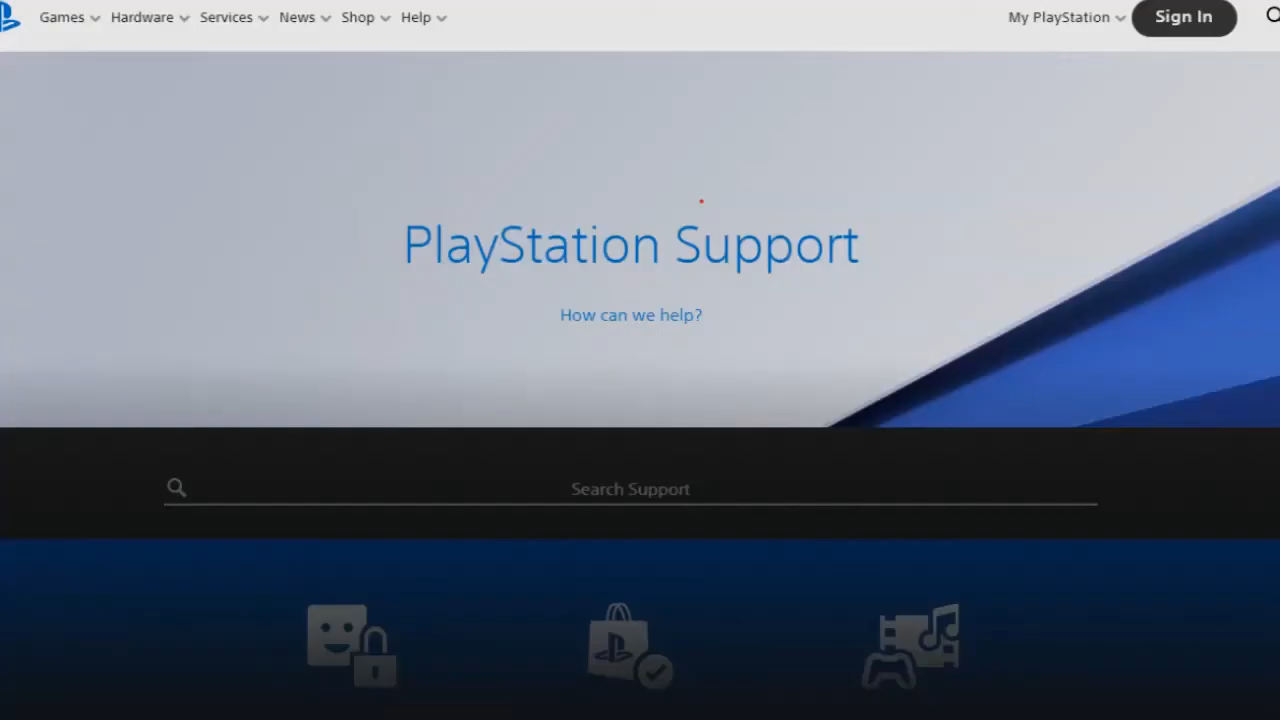 Games Hardware Services News Shop Help My PlayStation Sign In
PlayStation Support
How can we help?
Search Support